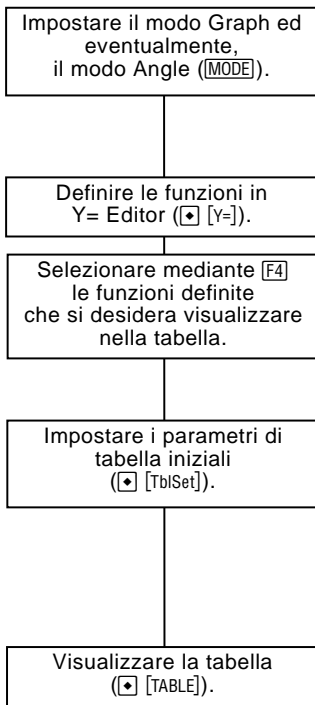 Impostare il modo Graph ed
eventualmente,
il modo Angle (MODE).
Definire le funzioni in
Y= Editor (◆ [Y=]).
Selezionare mediante F4
le funzioni definite
che si desidera visualizzare
nella tabella.
Impostare i parametri di
tabella iniziali
(◆ [TblSet]).
Visualizzare la tabella
(◆ [TABLE]).